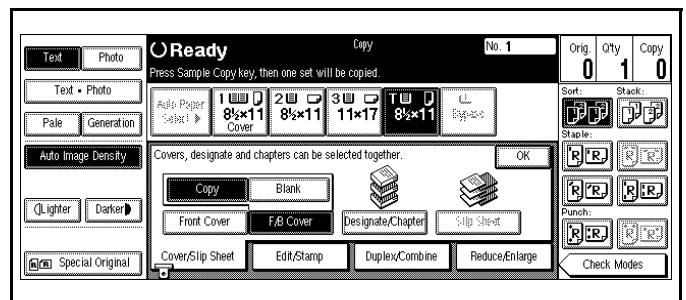 Text Photo
Text • Photo
Pale Generation
Auto Image Density
Lighter Darker
R R Special Original
Ready Copy No. 1
Press Sample Copy key, then one set will be copied.
Auto Paper Select
1 8½×11 Cover
2 8½×11
3 11×17
T 8½×11
Bypass
Covers, designate and chapters can be selected together. OK
Copy Blank
Front Cover F/B Cover Designate/Chapter Slip Sheet
Cover/Slip Sheet Edit/Stamp Duplex/Combine Reduce/Enlarge
Orig. Q'ty Copy
0 1 0
Sort: Stack:
Staple:
R R R R
R R R R
Punch:
R R R R
Check Modes